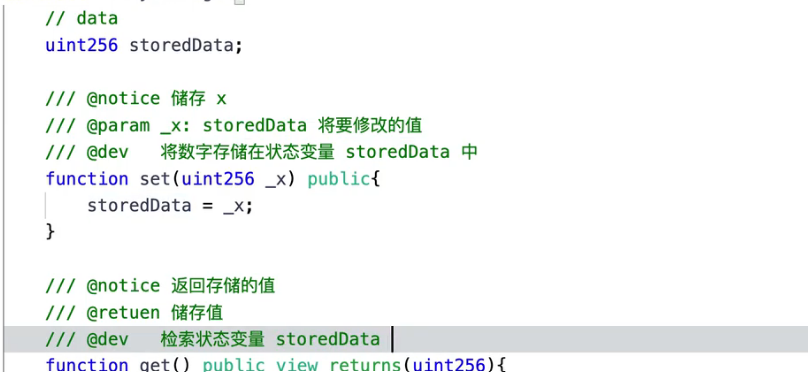 // data
uint256 storedData;
/// @notice 储存 x
/// @param _x: storedData 将要修改的值
/// @dev   将数字存储在状态变量 storedData 中
function set(uint256 _x) public{
storedData = _x;
}
/// @notice 返回存储的值
/// @retuen 储存值
/// @dev   检索状态变量 storedData
function get() public view returns(uint256){